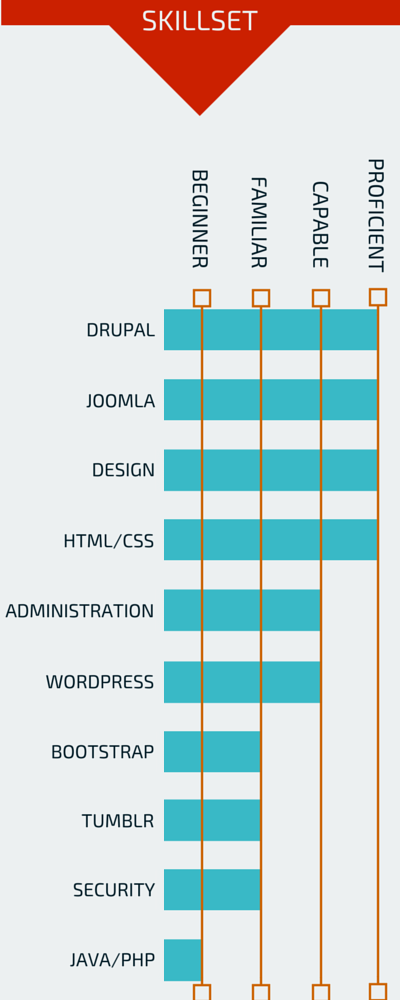 SKILLSET
BEGINNER
FAMILIAR
CAPABLE
PROFICIENT
DRUPAL
JOOMLA
DESIGN
HTML/CSS
ADMINISTRATION
WORDPRESS
BOOTSTRAP
TUMBLR
SECURITY
JAVA/PHP